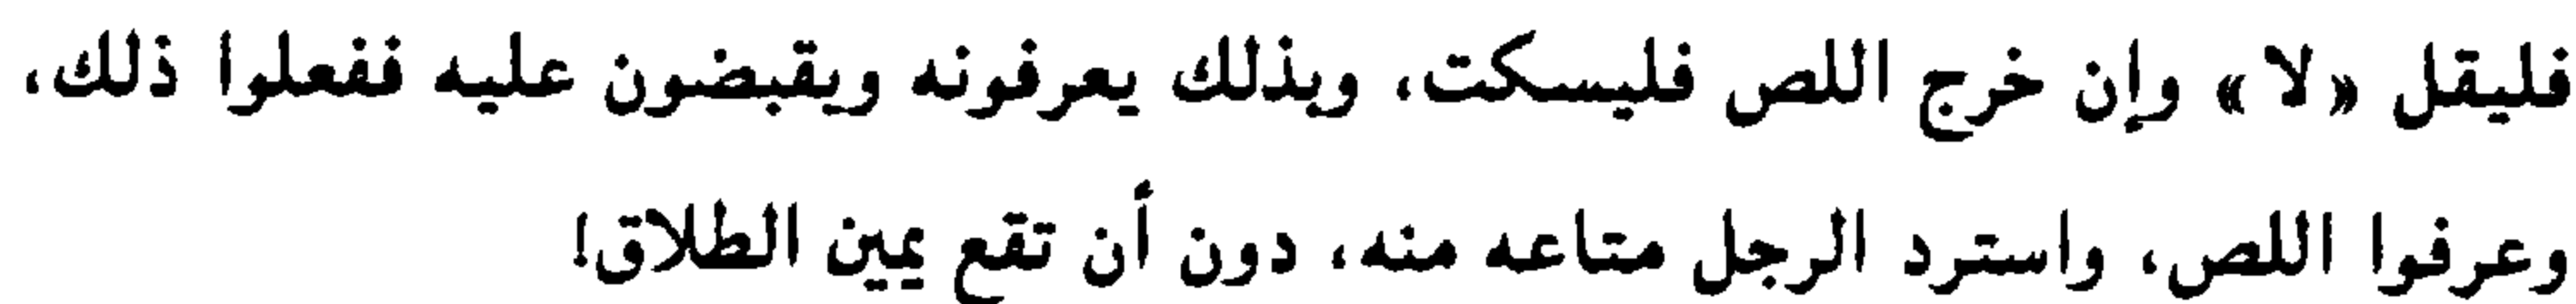 فليقل «لا» وإن خرج اللص فليسكت، وبذلك يعرفونه ويقبضون عليه ففعلوا ذلك،
وعرفوا اللص، واسترد الرجل متاعه منه، دون أن تقع يمين الطلاق!